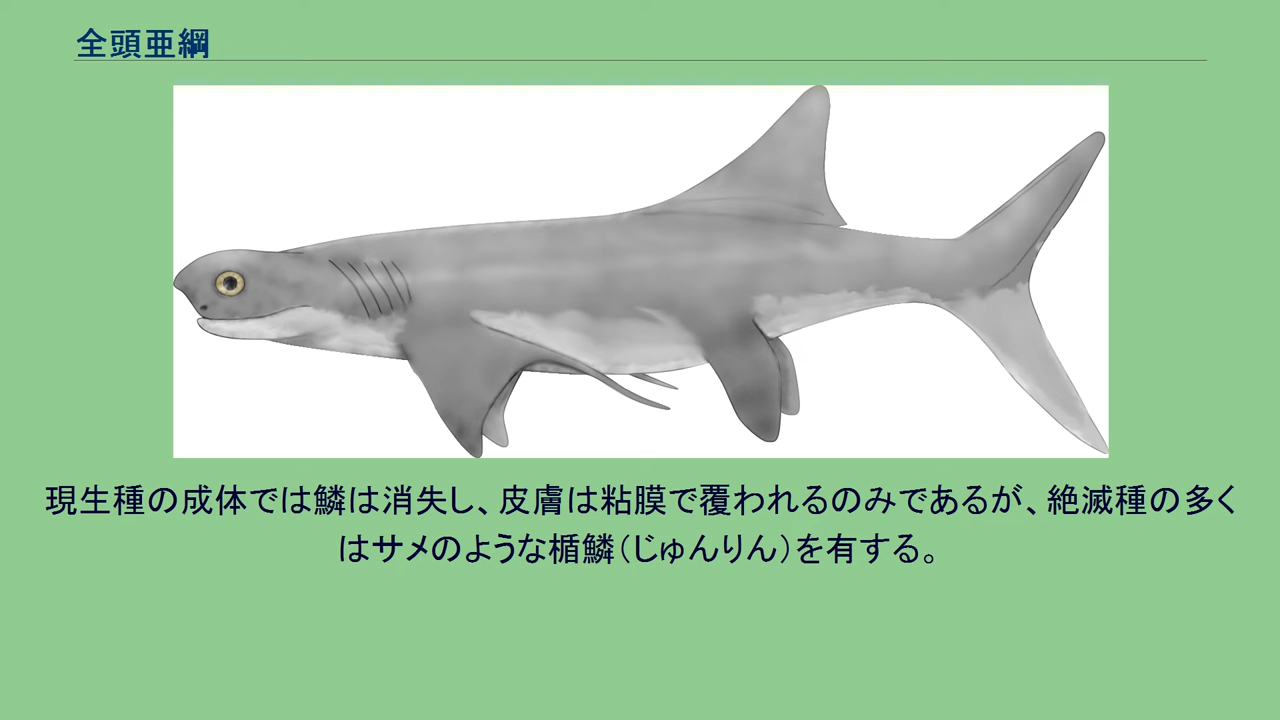 全頭亜綱
現生種の成体では鱗は消失し、皮膚は粘膜で覆われるのみであるが、絶滅種の多く
はサメのような楯鱗（じゅんりん）を有する。